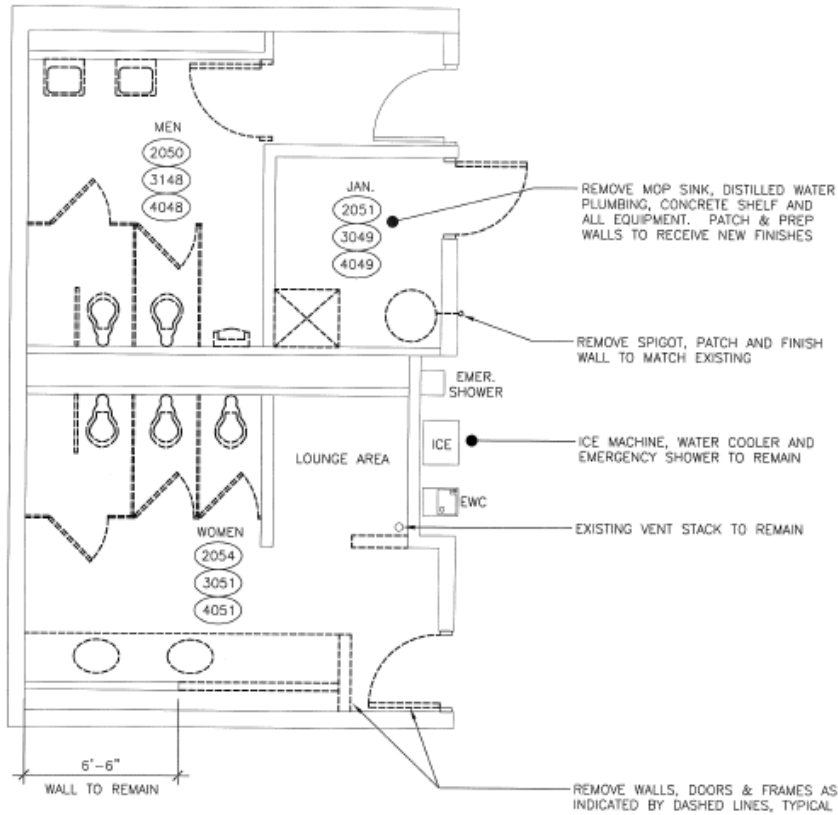 MEN
2050
3148
4048
JAN.
2051
3049
4049
REMOVE MOP SINK, DISTILLED WATER
PLUMBING, CONCRETE SHELF AND
ALL EQUIPMENT. PATCH & PREP
WALLS TO RECEIVE NEW FINISHES
REMOVE SPIGOT, PATCH AND FINISH
WALL TO MATCH EXISTING
EMER.
SHOWER
ICE
ICE MACHINE, WATER COOLER AND
EMERGENCY SHOWER TO REMAIN
LOUNGE AREA
EWC
EXISTING VENT STACK TO REMAIN
WOMEN
2054
3051
4051
6'-6"
WALL TO REMAIN
REMOVE WALLS, DOORS & FRAMES AS
INDICATED BY DASHED LINES, TYPICAL